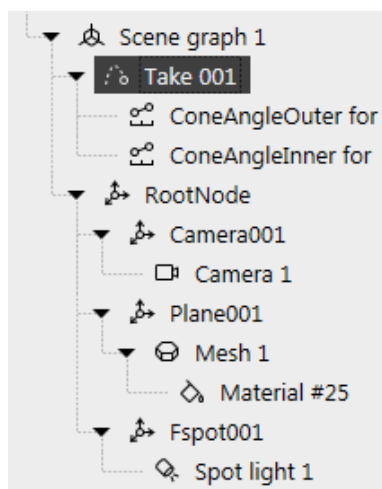 Scene graph 1
Take 001
ConeAngleOuter for
ConeAngleInner for
RootNode
Camera001
Camera 1
Plane001
Mesh 1
Material #25
Fspot001
Spot light 1